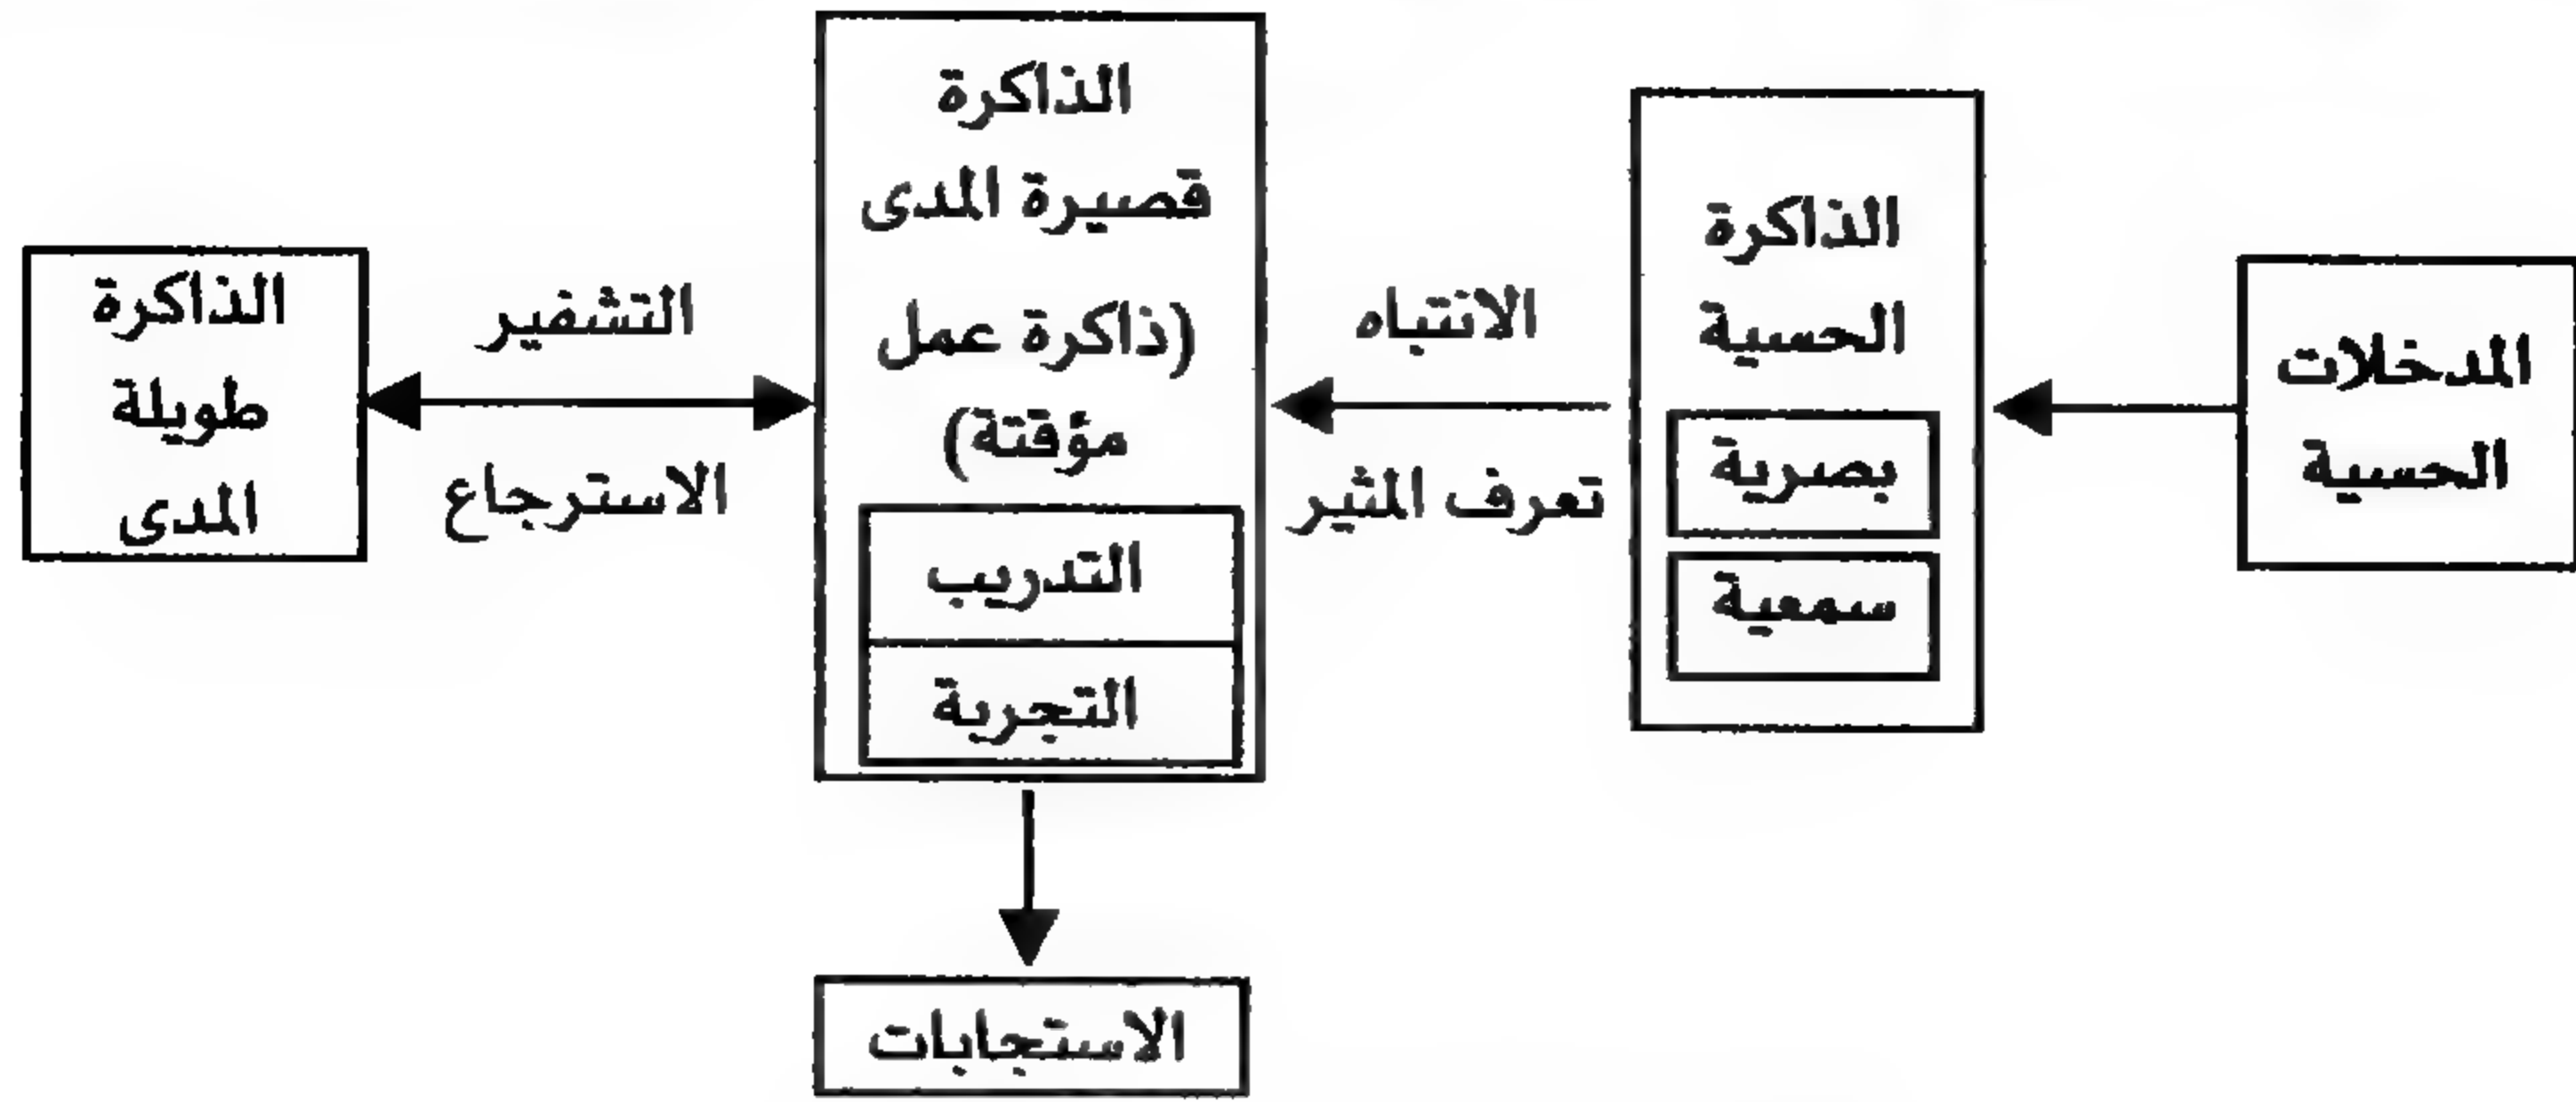 المدخلات
الحسية
الذاكرة
الحسية
بصرية
سمعية
الانتباه
تعرف المثير
الذاكرة
قصيرة المدى
(ذاكرة عمل
مؤقتة)
التدريب
التجربة
التشفير
الاسترجاع
الذاكرة
طويلة
المدى
الاستجابات